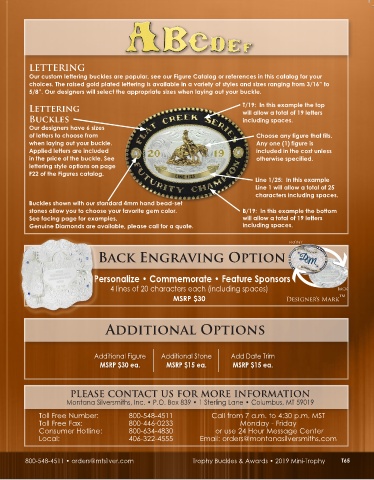 ABCDEF
LETTERING
Our custom lettering buckles are popular, see our Figure Catalog or references in this catalog for your
choices. The raised gold plated lettering is available in a variety of styles and sizes ranging from 3/16" to
5/8". Our designers will select the appropriate sizes when laying out your buckle.
LETTERING
BUCKLES
Our designers have 6 sizes
of letters to choose from
when laying out your buckle.
Applied letters are included
in the price of the buckle. See
lettering style options on page
F22 of the Figures catalog.
Buckles shown with our standard 4mm hand bead-set
stones allow you to choose your favorite gem color.
See facing page for examples.
Genuine Diamonds are available, please call for a quote.
FLAT CREEK SERIES
20 19
FUTURITY CHAMPION
T/19: In this example the top
will allow a total of 19 letters
including spaces.
Choose any figure that fits.
Any one (1) figure is
included in the cost unless
otherwise specified.
Line 1/25: In this example
Line 1 will allow a total of 25
characters including spaces.
B/19: In this example the bottom
will allow a total of 19 letters
including spaces.
BACK ENGRAVING OPTION
Personalize • Commemorate • Feature Sponsors
4 lines of 20 characters each (including spaces)
MSRP $30
BACK
DESIGNER'S MARK™
ADDITIONAL OPTIONS
Additional Figure
MSRP $30 ea.
Additional Stone
MSRP $15 ea.
Add Date Trim
MSRP $15 ea.
PLEASE CONTACT US FOR MORE INFORMATION
Montana Silversmiths, Inc. • P.O. Box 839 • 1 Sterling Lane • Columbus, MT 59019
Toll Free Number: 800-548-4511
Toll Free Fax: 800-446-0233
Consumer Hotline: 800-634-4830
Local: 406-322-4555
Call from 7 a.m. to 4:30 p.m. MST
Monday - Friday
or use 24 Hour Message Center
Email: orders@montanasilversmiths.com
800-548-4511 • orders@mtsilver.com
Trophy Buckles & Awards • 2019 Mini-Trophy T65